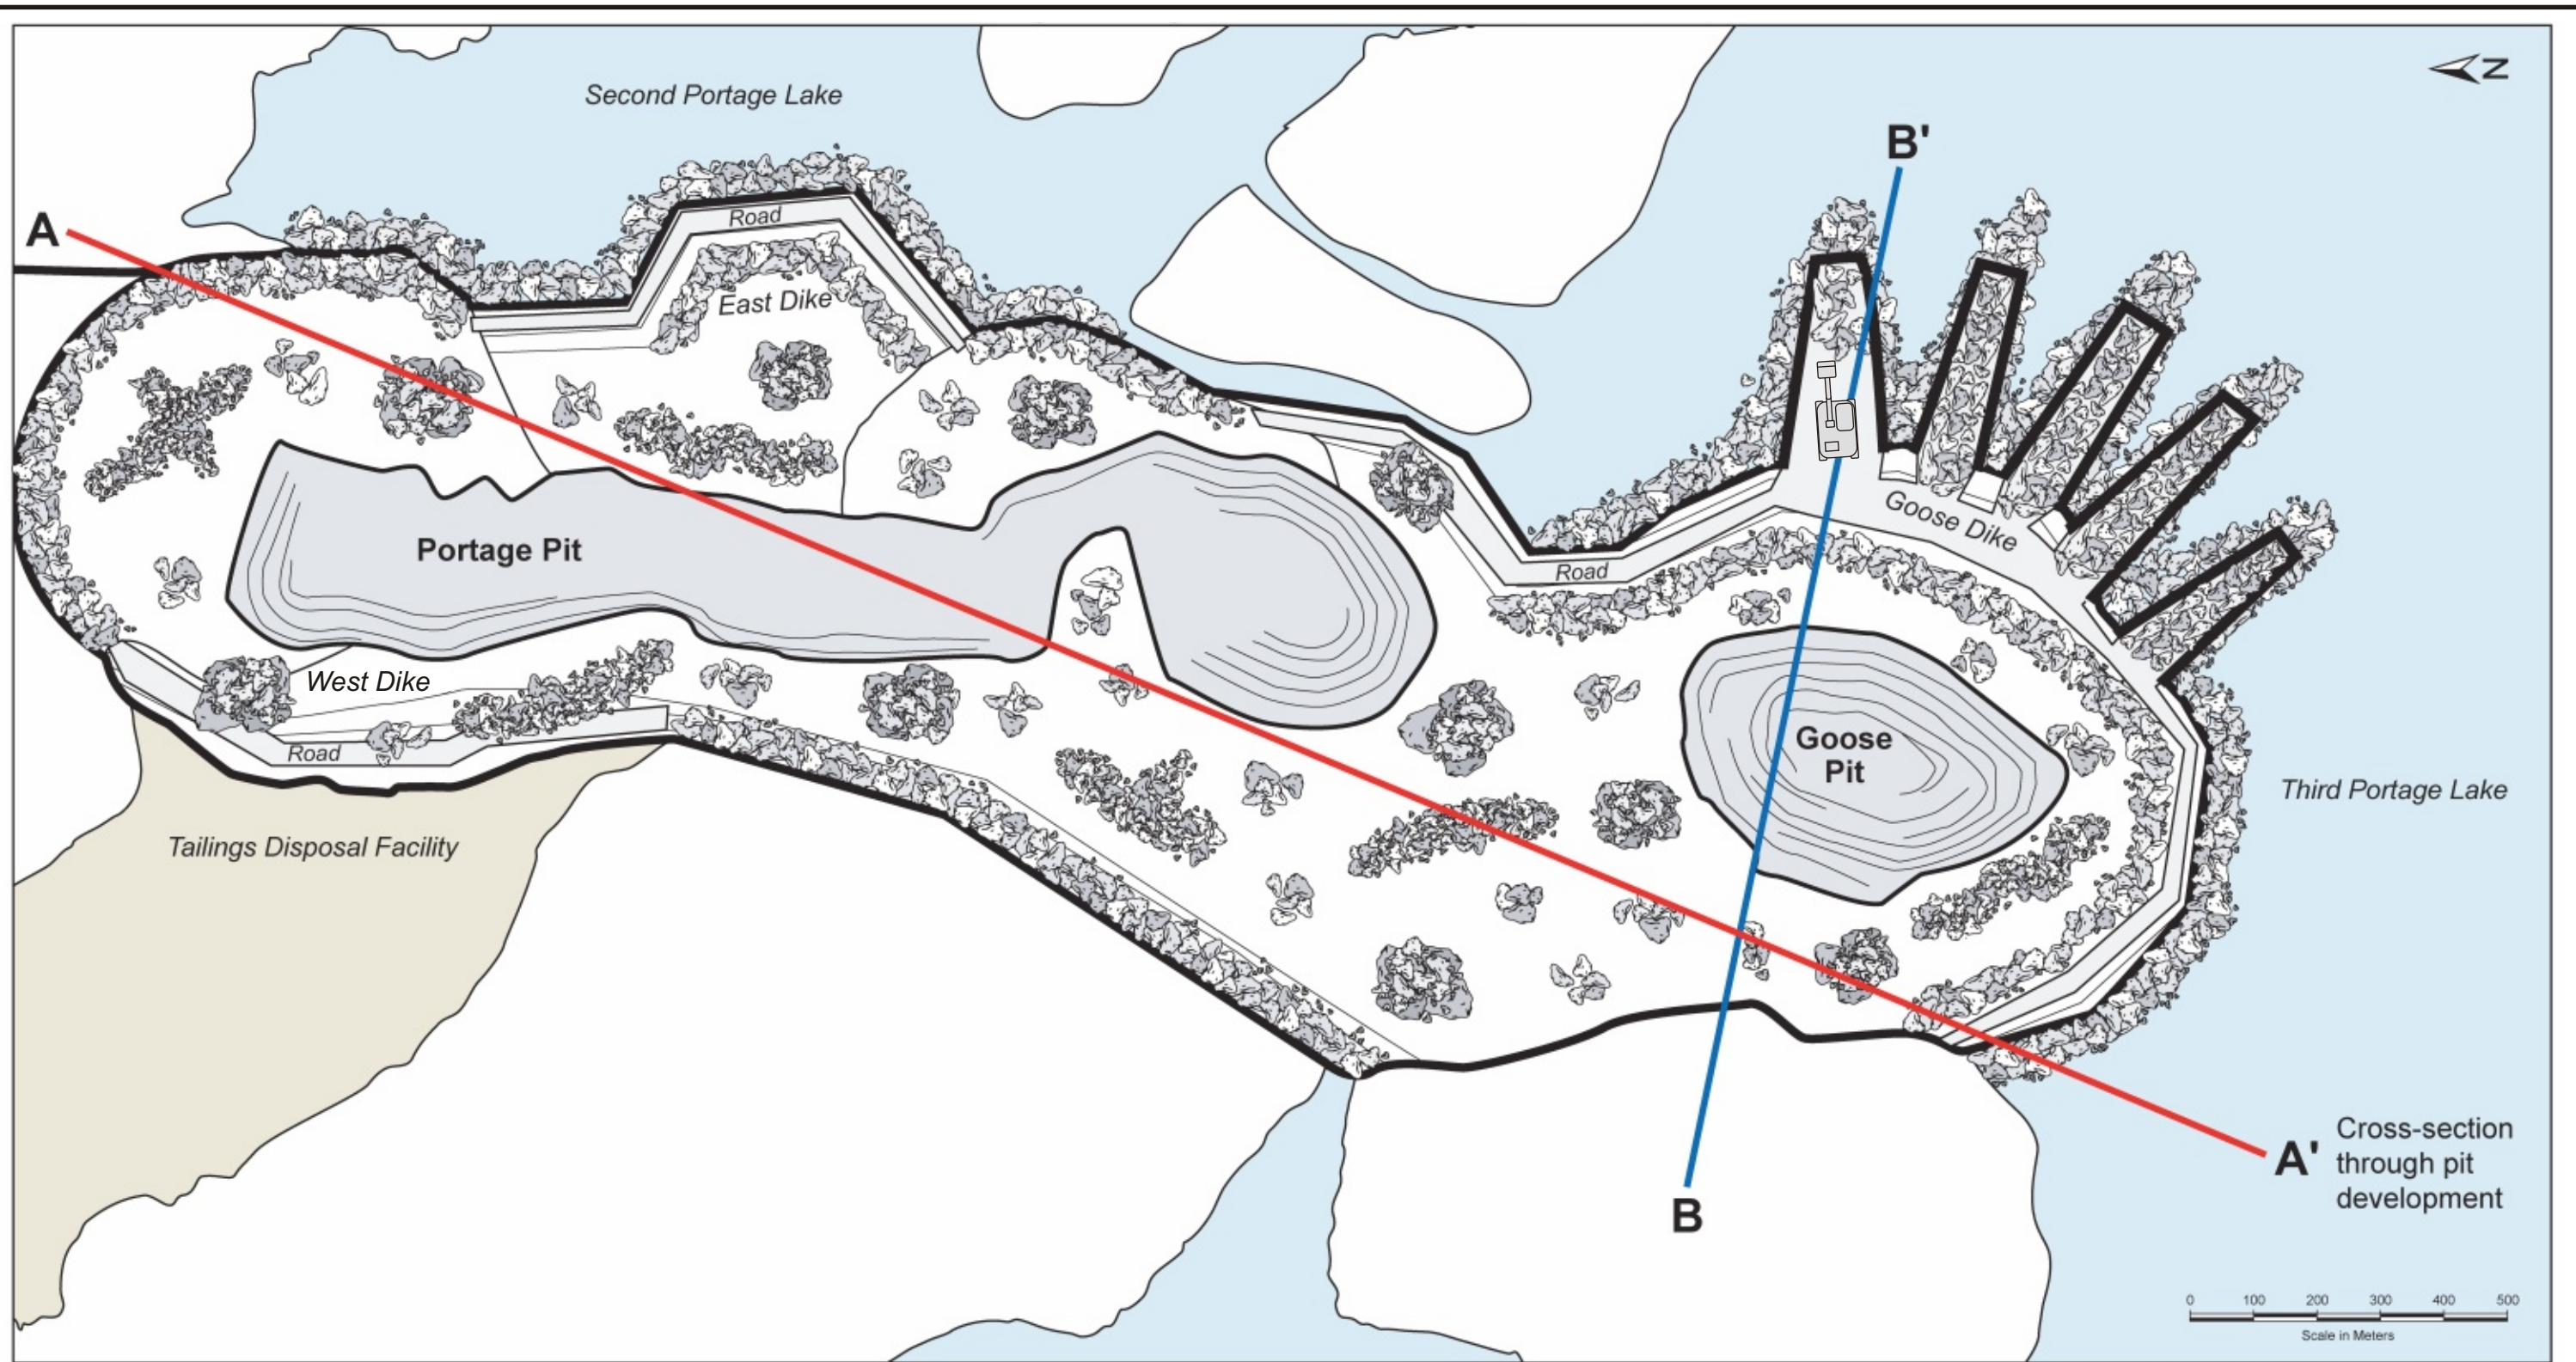 Second Portage Lake
N
B'
A
Road
East Dike
Goose Dike
Portage Pit
Road
West Dike
Goose
Pit
Road
Third Portage Lake
Tailings Disposal Facility
A'
Cross-section
through pit
development
B
0 100 200 300 400 500
Scale in Meters